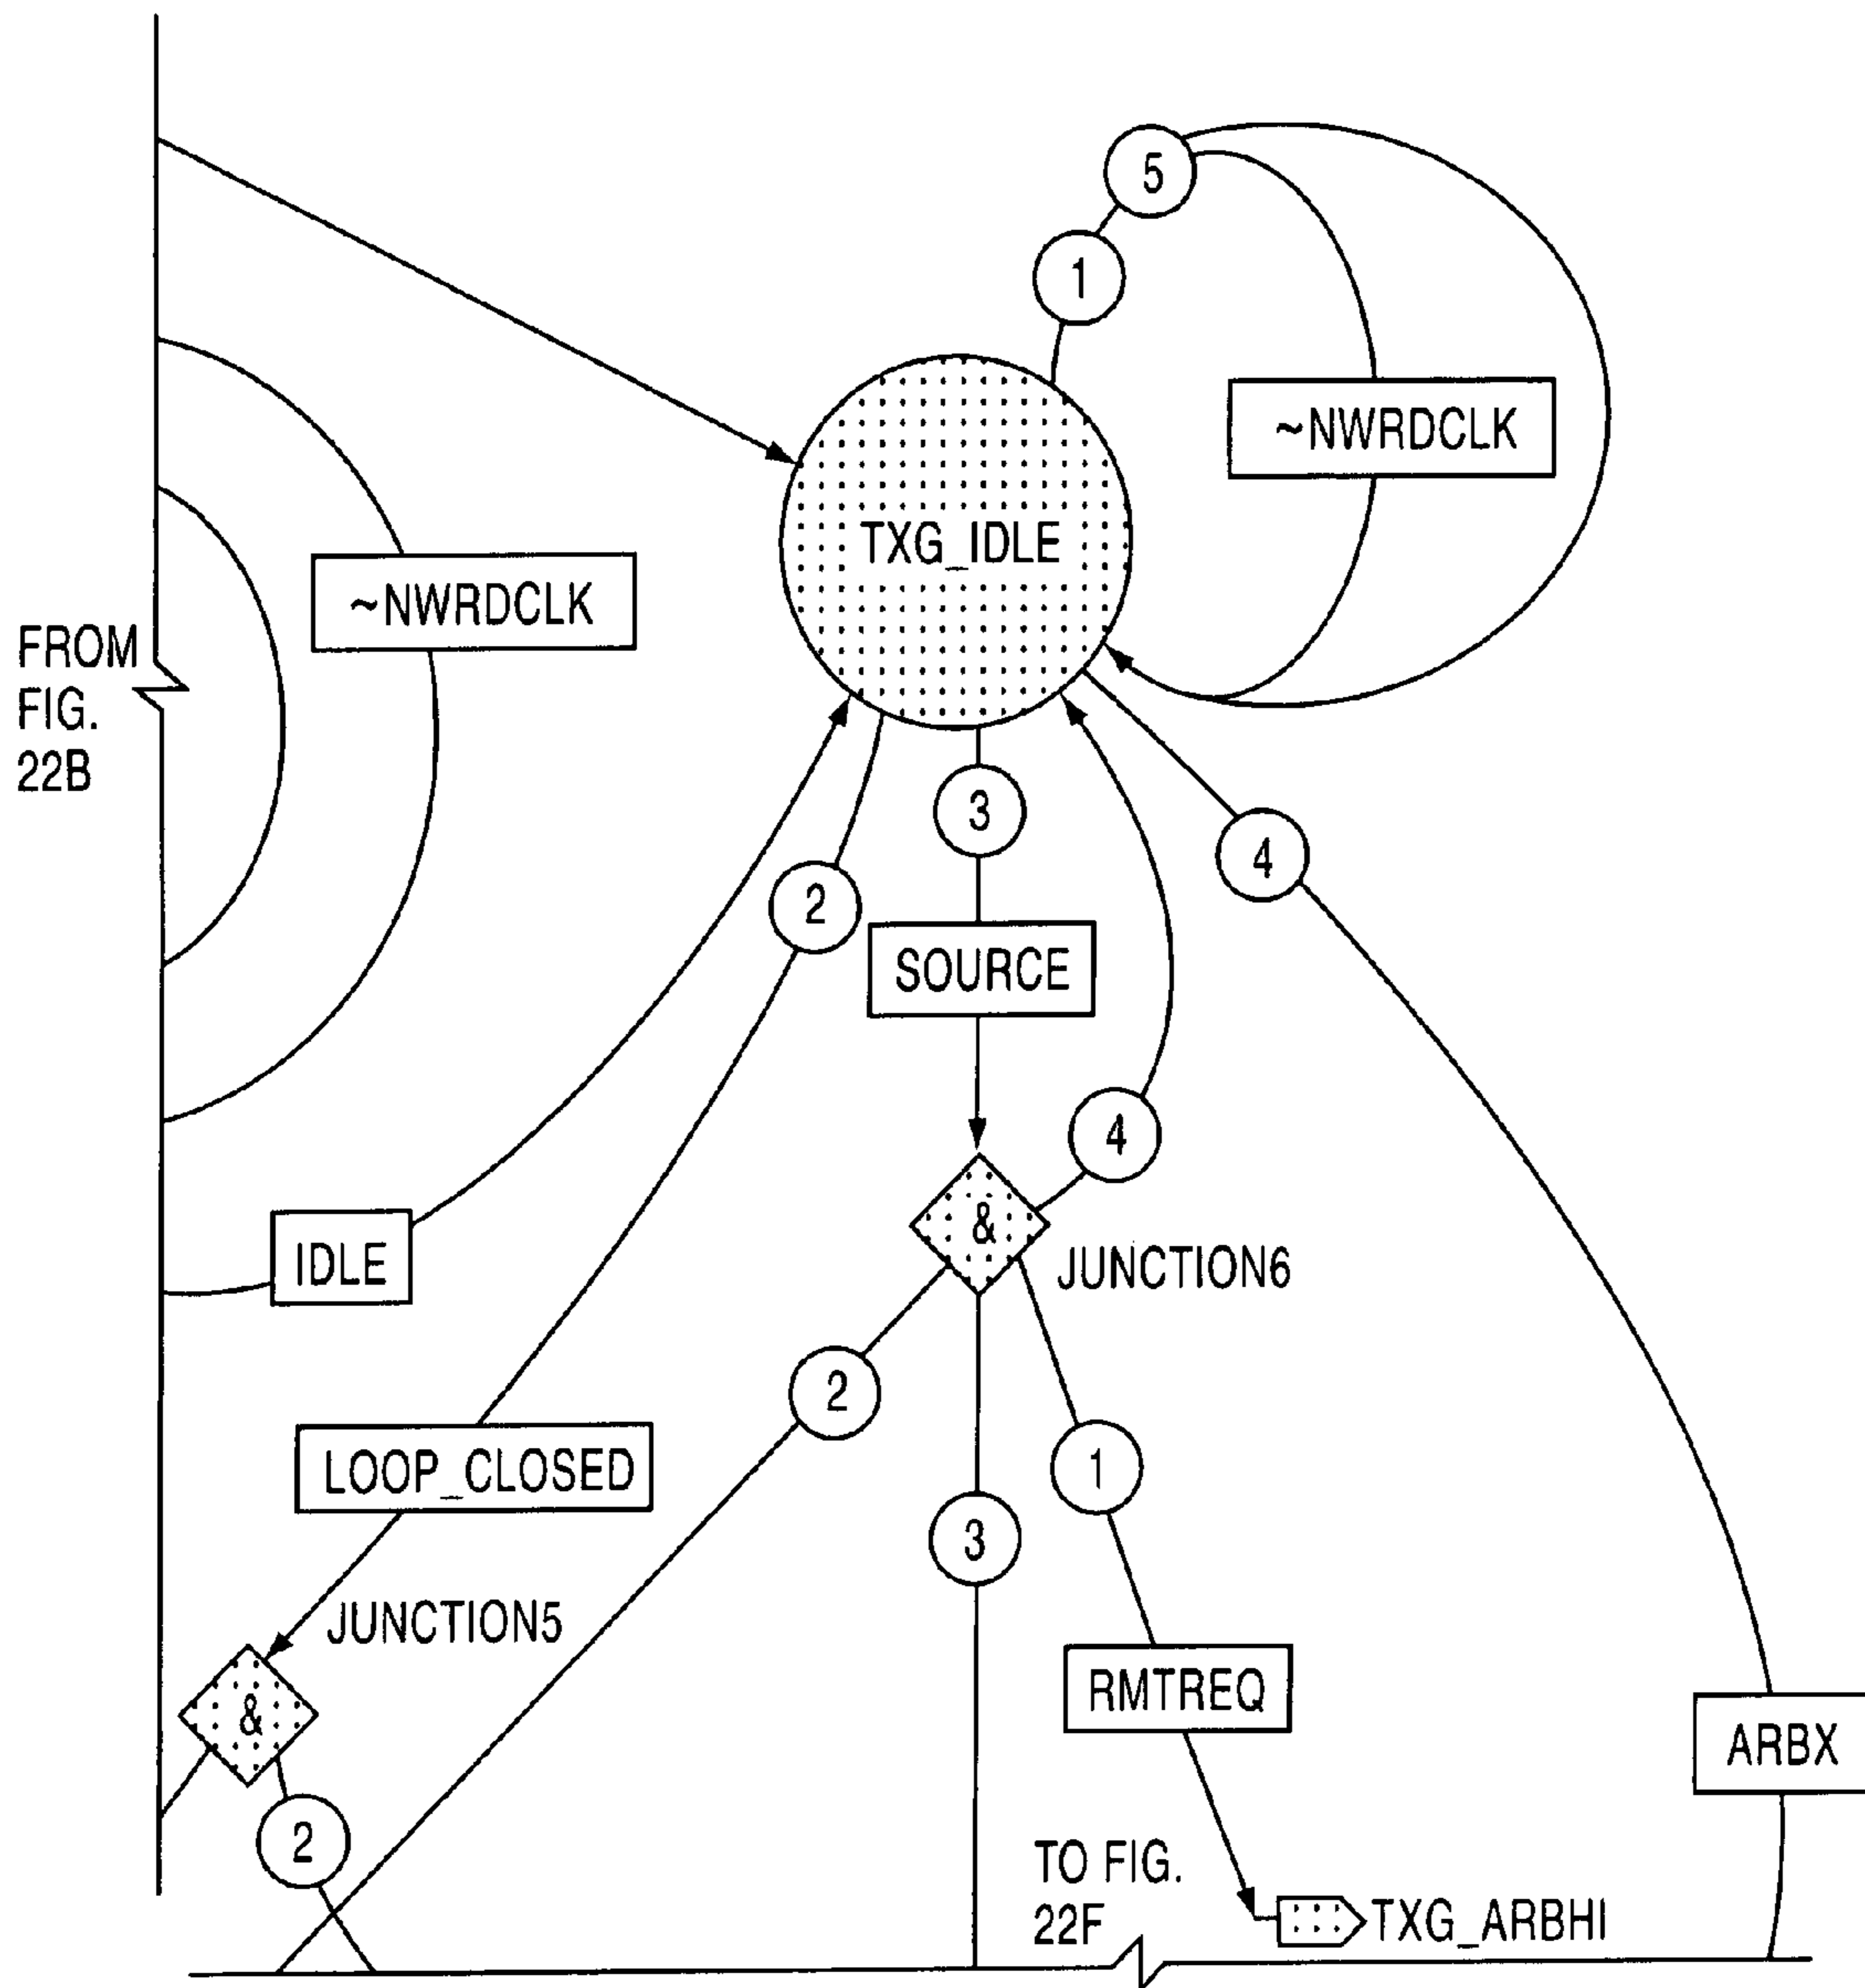 5
1
~NWRDCLK
TXG_IDLE
~NWRDCLK
FROM
FIG.
22B
3
4
2
SOURCE
4
&
JUNCTION6
IDLE
2
1
LOOP_CLOSED
3
JUNCTION5
RMTREQ
&
ARBX
2
TO FIG.
22F
TXG_ARBHI